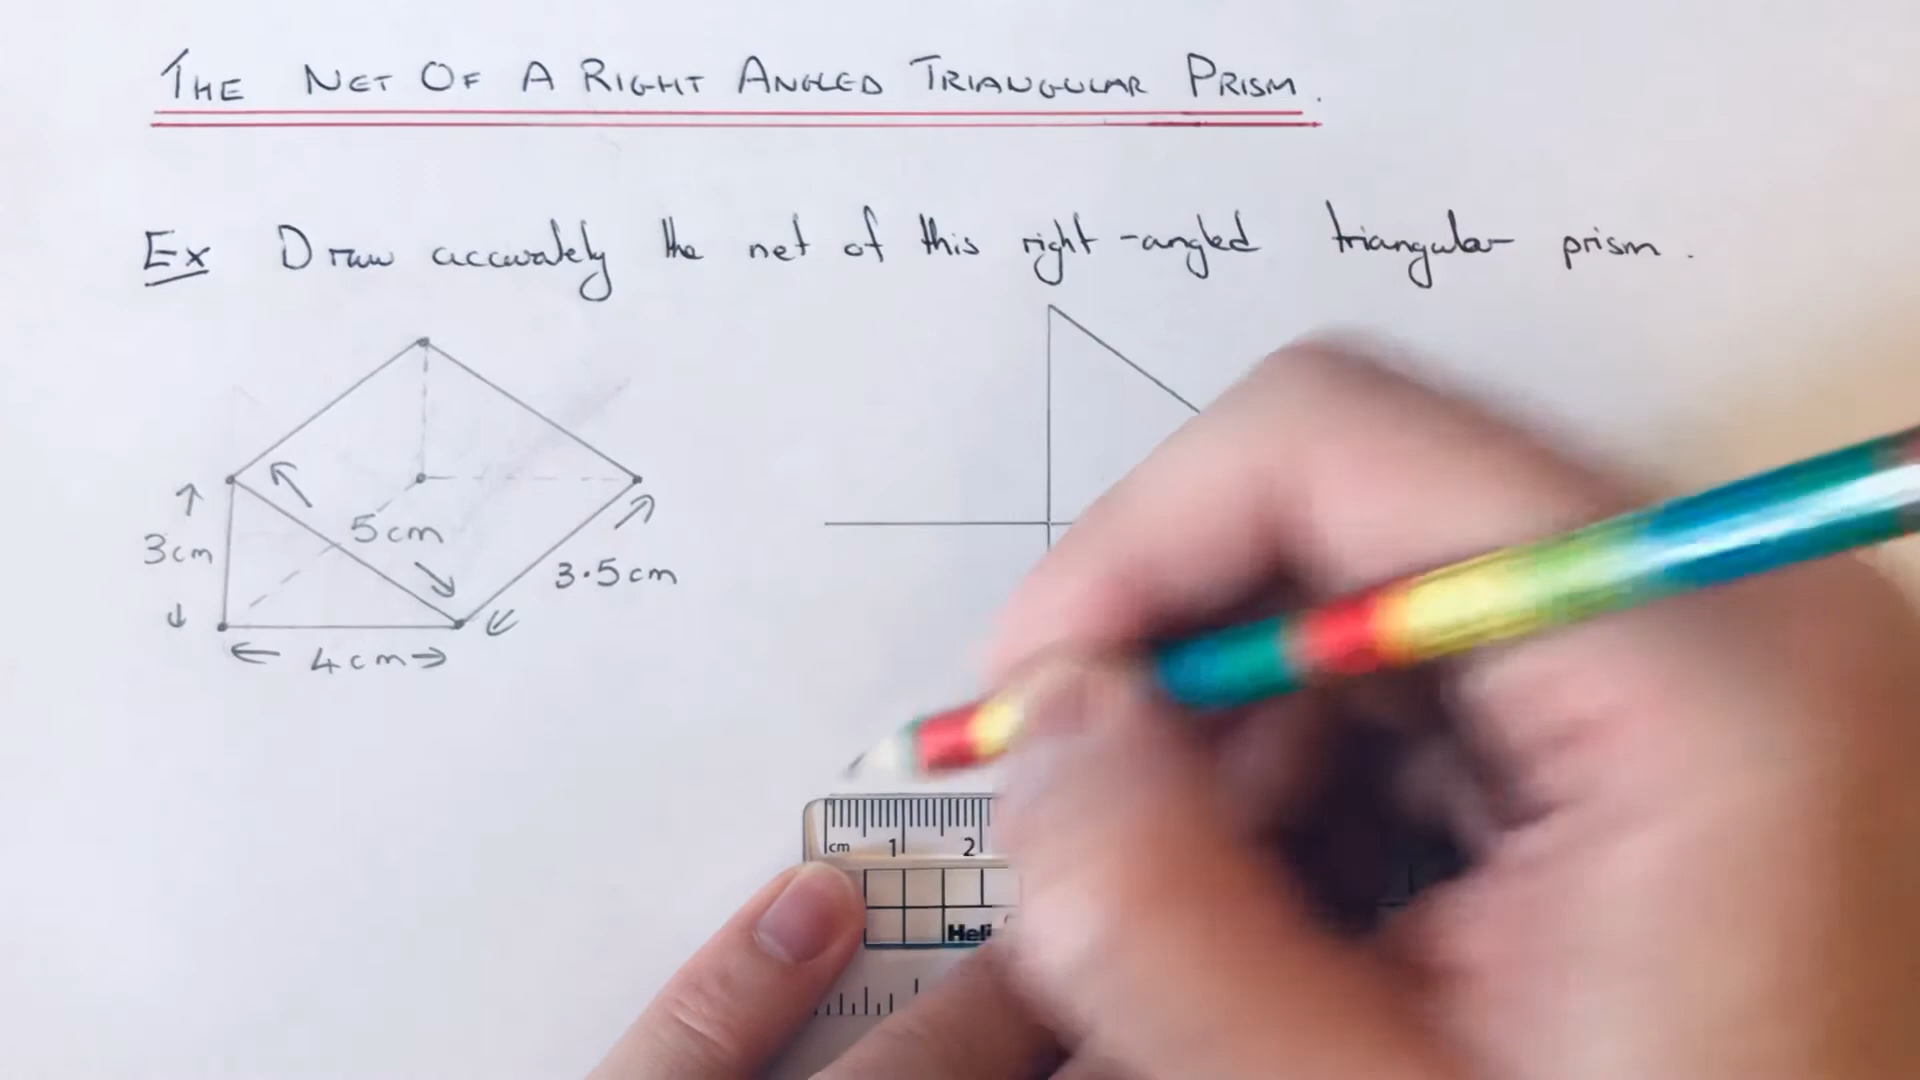 THE NET OF A RIGHT ANGLED TRIANGULAR PRISM.
Ex Draw accurately the net of this right-angled triangular prism.
5cm
3cm
3.5cm
4cm
cm 1 2
Heli